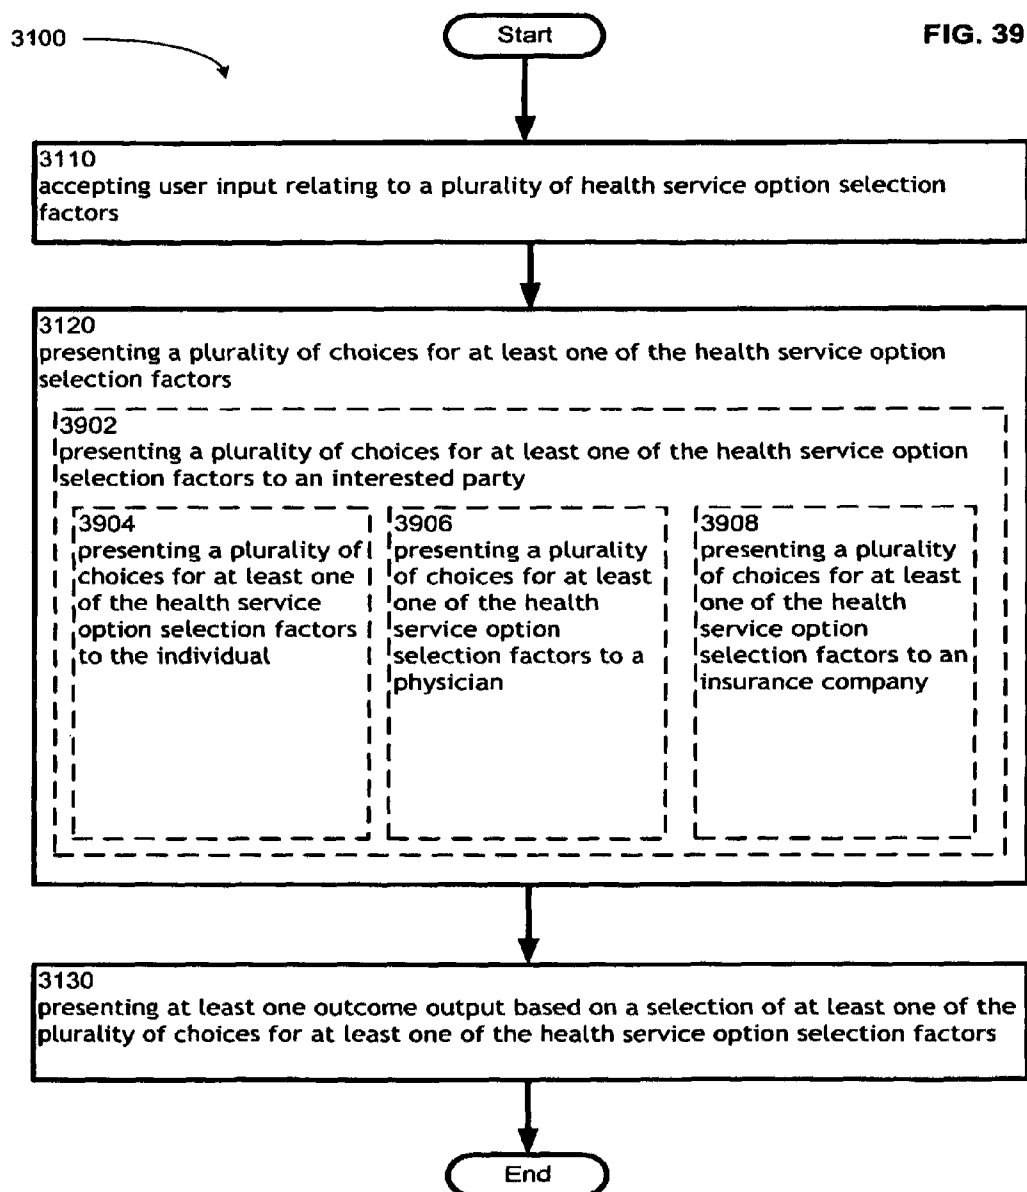 3100
Start
FIG. 39
3110
accepting user input relating to a plurality of health service option selection
factors
3120
presenting a plurality of choices for at least one of the health service option
selection factors
3902
presenting a plurality of choices for at least one of the health service option
selection factors to an interested party
3904
presenting a plurality of
choices for at least one
of the health service
option selection factors
to the individual
3906
presenting a plurality
of choices for at least
one of the health
service option
selection factors to a
physician
3908
presenting a plurality
of choices for at least
one of the health
service option
selection factors to an
insurance company
3130
presenting at least one outcome output based on a selection of at least one of the
plurality of choices for at least one of the health service option selection factors
End